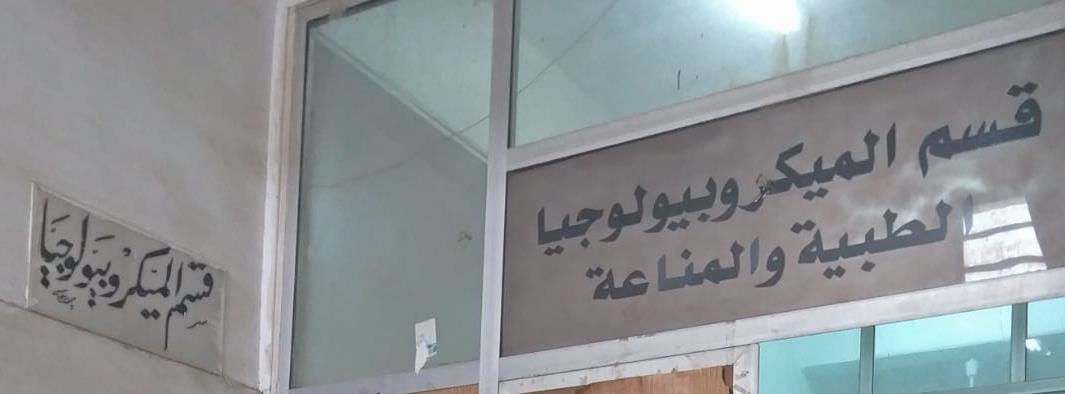 قسم الميكروبيولوجيا
الطبية والمناعة
قسم الميكروبيولوجيا